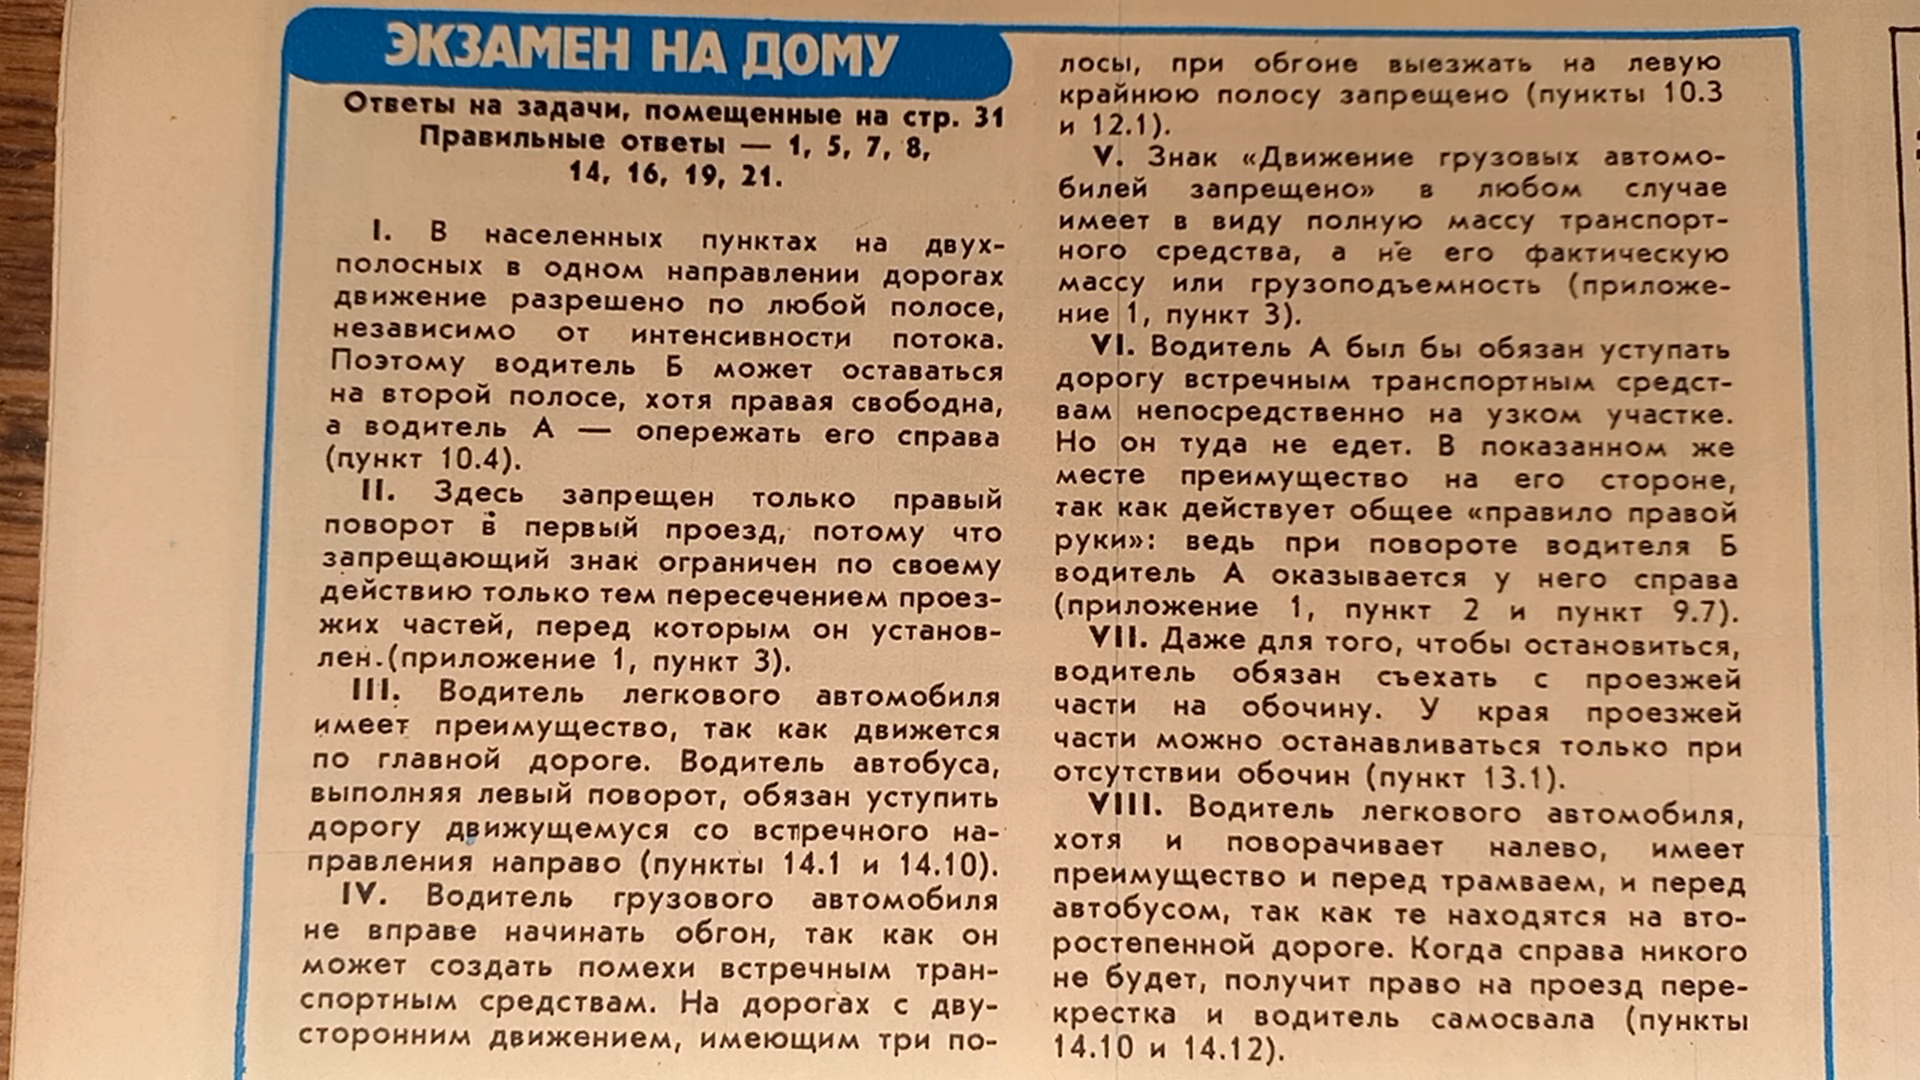 ЭКЗАМЕН НА ДОМУ
Ответы на задачи, помещенные на стр. 31
Правильные ответы — 1, 5, 7, 8,
14, 16, 19, 21.
I. В населенных пунктах на двух-
полосных в одном направлении дорогах
движение разрешено по любой полосе,
независимо от интенсивности потока.
Поэтому водитель Б может оставаться
на второй полосе, хотя правая свободна,
а водитель А — опережать его справа
(пункт 10.4).
II. Здесь запрещен только правый
поворот в первый проезд, потому что
запрещающий знак ограничен по своему
действию только тем пересечением проез-
жих частей, перед которым он установ-
лен.(приложение 1, пункт 3).
III. Водитель легкового автомобиля
имеет преимущество, так как движется
по главной дороге. Водитель автобуса,
выполняя левый поворот, обязан уступить
дорогу движущемуся со встречного на-
правления направо (пункты 14.1 и 14.10).
IV. Водитель грузового автомобиля
не вправе начинать обгон, так как он
может создать помехи встречным тран-
спортным средствам. На дорогах с дву-
сторонним движением, имеющим три по-
лосы, при обгоне выезжать на левую
крайнюю полосу запрещено (пункты 10.3
и 12.1).
V. Знак «Движение грузовых автомо-
билей запрещено» в любом случае
имеет в виду полную массу транспорт-
ного средства, а не его фактическую
массу или грузоподъемность (приложе-
ние 1, пункт 3).
VI. Водитель А был бы обязан уступать
дорогу встречным транспортным средст-
вам непосредственно на узком участке.
Но он туда не едет. В показанном же
месте преимущество на его стороне,
так как действует общее «правило правой
руки»: ведь при повороте водителя Б
водитель А оказывается у него справа
(приложение 1, пункт 2 и пункт 9.7).
VII. Даже для того, чтобы остановиться,
водитель обязан съехать с проезжей
части на обочину. У края проезжей
части можно останавливаться только при
отсутствии обочин (пункт 13.1).
VIII. Водитель легкового автомобиля,
хотя и поворачивает налево, имеет
преимущество и перед трамваем, и перед
автобусом, так как те находятся на вто-
ростепенной дороге. Когда справа никого
не будет, получит право на проезд пере-
крестка и водитель самосвала (пункты
14.10 и 14.12).